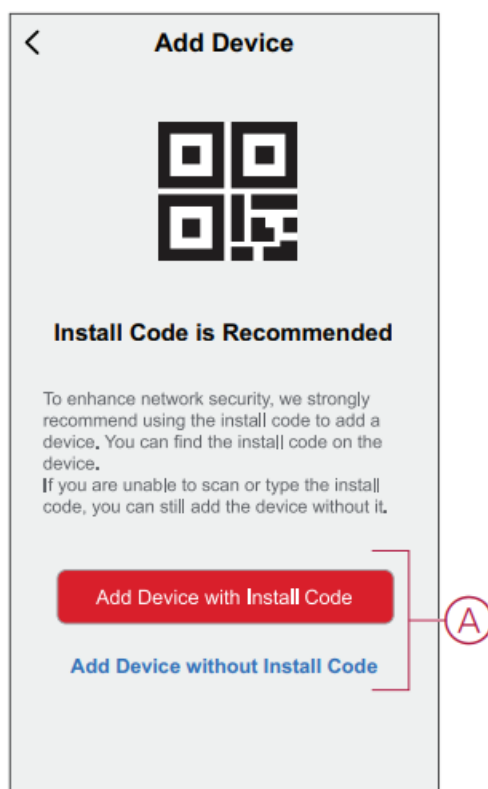 Add Device
Install Code is Recommended
To enhance network security, we strongly
recommend using the install code to add a
device. You can find the install code on the
device.
If you are unable to scan or type the install
code, you can still add the device without it.
Add Device with Install Code
A
Add Device without Install Code